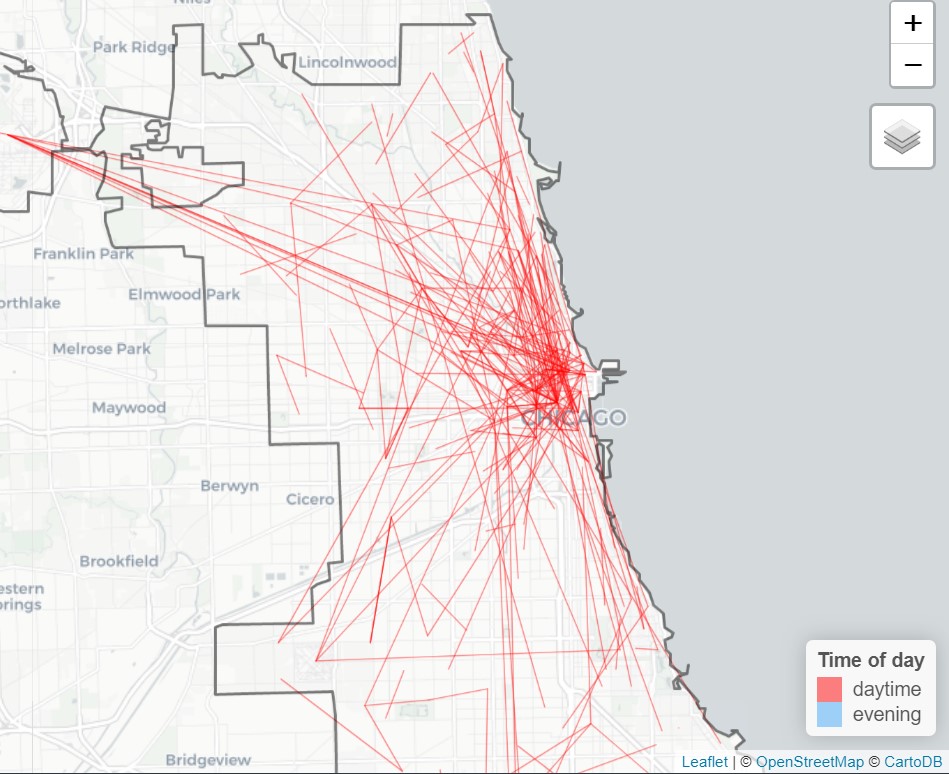 Niles
Park Ridge
Lincolnwood
+
−
Franklin Park
Elmwood Park
orthlake
Melrose Park
Maywood
CHICAGO
Berwyn
Cicero
Brookfield
estern
prings
Bridgeview
Time of day
daytime
evening
Leaflet | © OpenStreetMap © CartoDB